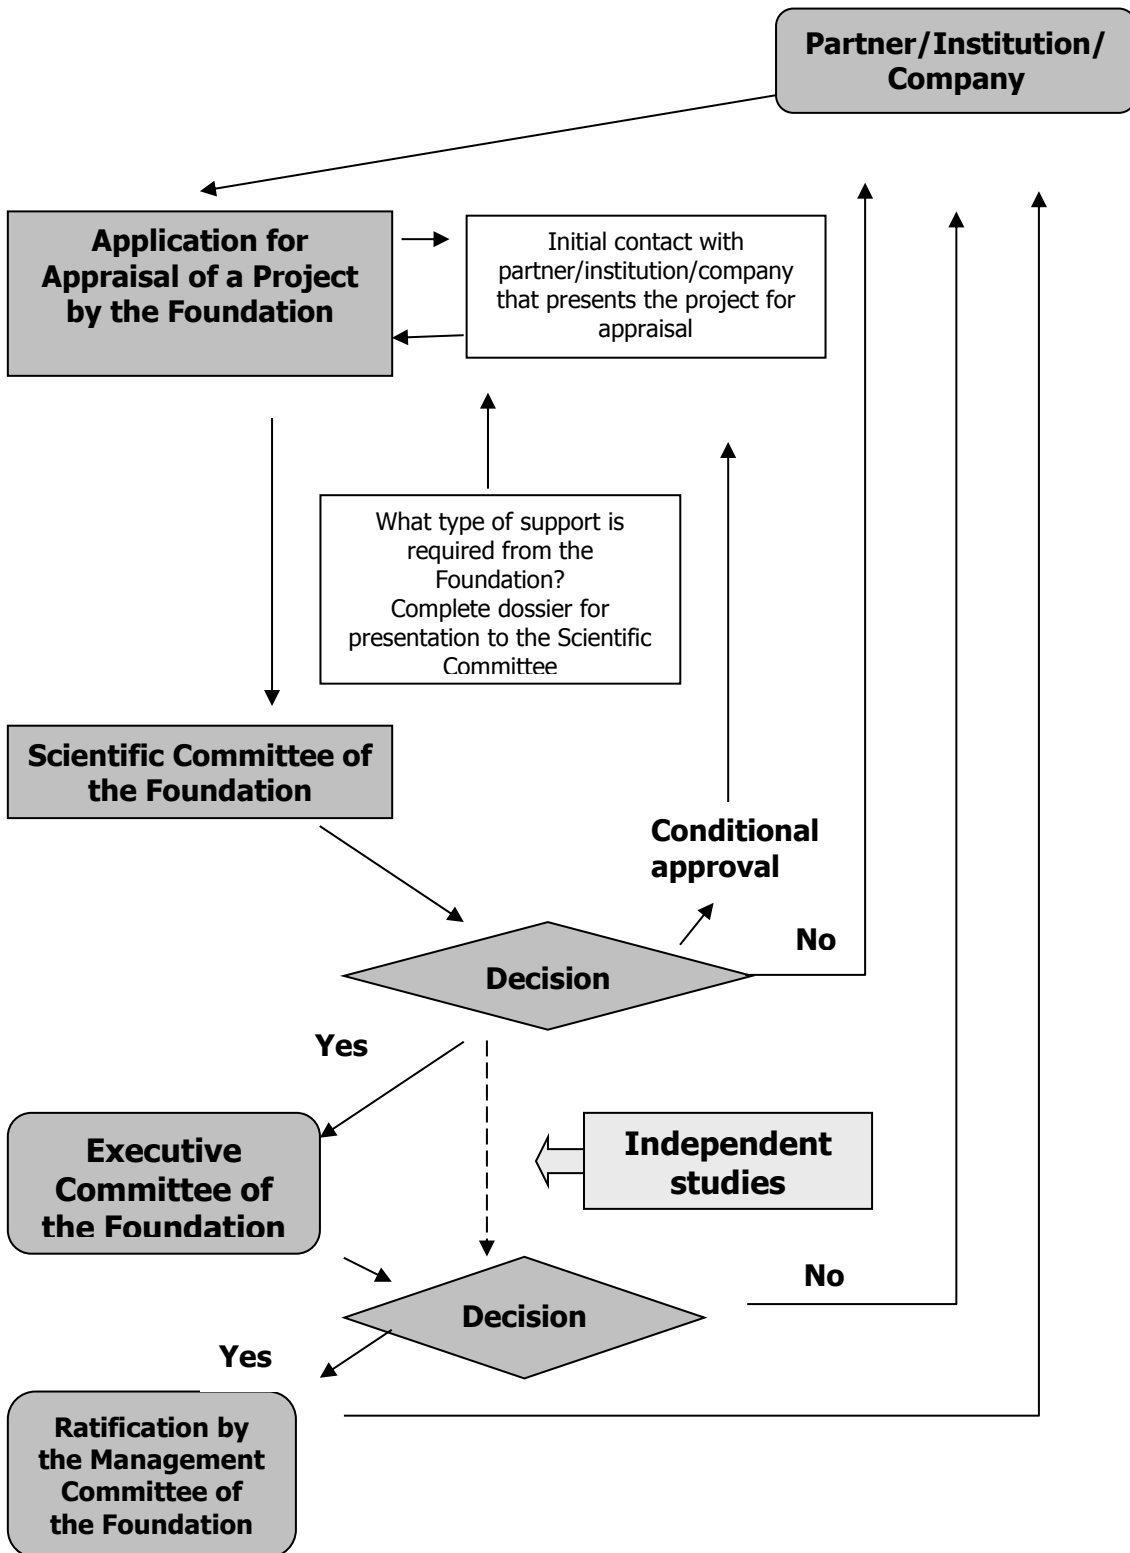 Partner/Institution/
Company
Application for
Appraisal of a Project
by the Foundation
Initial contact with
partner/institution/company
that presents the project for
appraisal
What type of support is
required from the
Foundation?
Complete dossier for
presentation to the Scientific
Committee
Scientific Committee of
the Foundation
Conditional
approval
No
Decision
Yes
Executive
Committee of
the Foundation
Independent
studies
No
Decision
Yes
Ratification by
the Management
Committee of
the Foundation